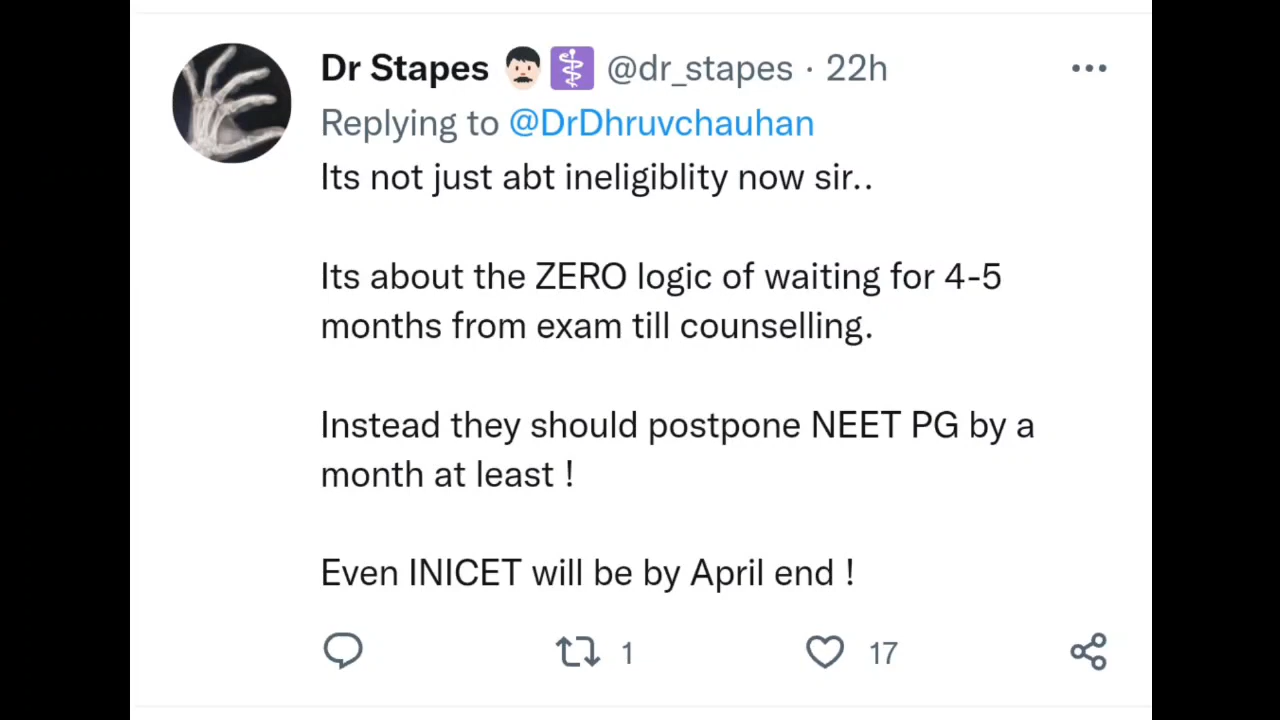 Dr Stapes 👨🏻⚕️ @dr_stapes · 22h
Replying to @DrDhruvchauhan
Its not just abt ineligiblity now sir..
Its about the ZERO logic of waiting for 4-5
months from exam till counselling.
Instead they should postpone NEET PG by a
month at least !
Even INICET will be by April end !
1 17